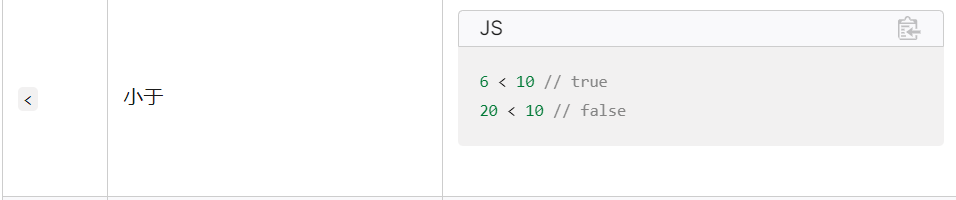 JS
< 小于
6 < 10 // true
20 < 10 // false